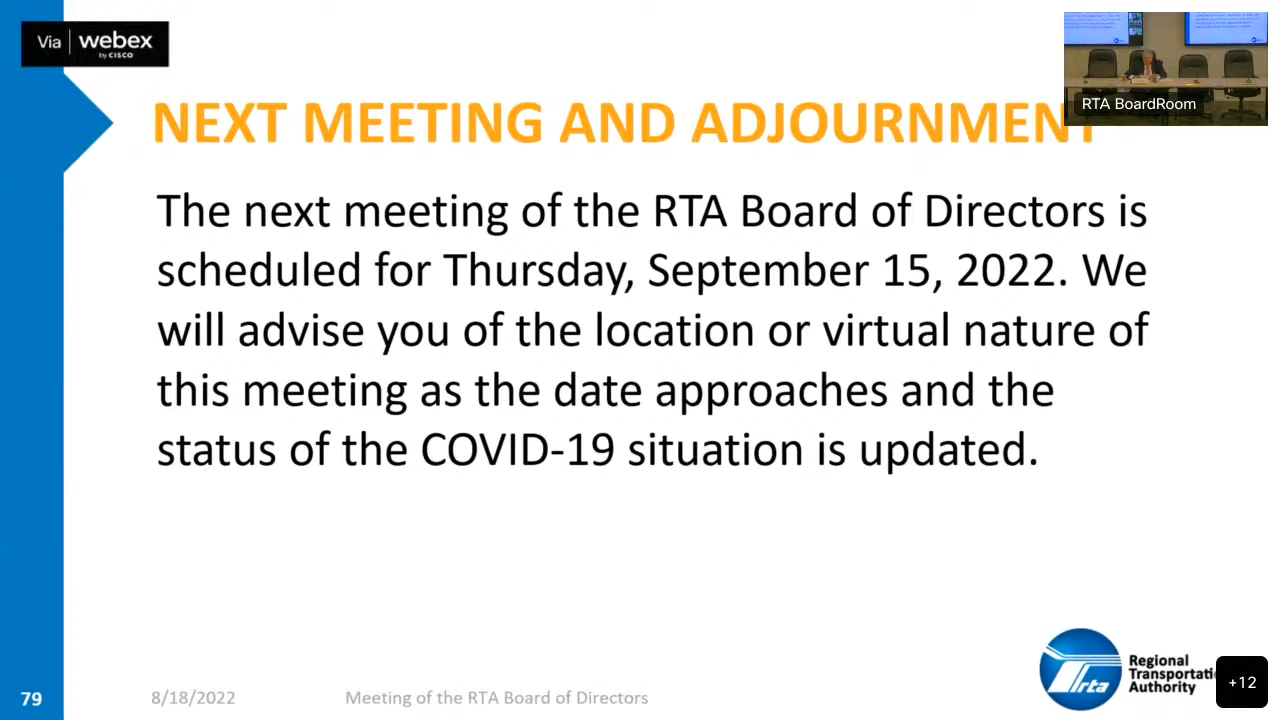 Via webex
by CISCO
RTA BoardRoom
NEXT MEETING AND ADJOURNMENT
The next meeting of the RTA Board of Directors is
scheduled for Thursday, September 15, 2022. We
will advise you of the location or virtual nature of
this meeting as the date approaches and the
status of the COVID-19 situation is updated.
rta
Regional
Transportati
Authority
+12
79
8/18/2022
Meeting of the RTA Board of Directors